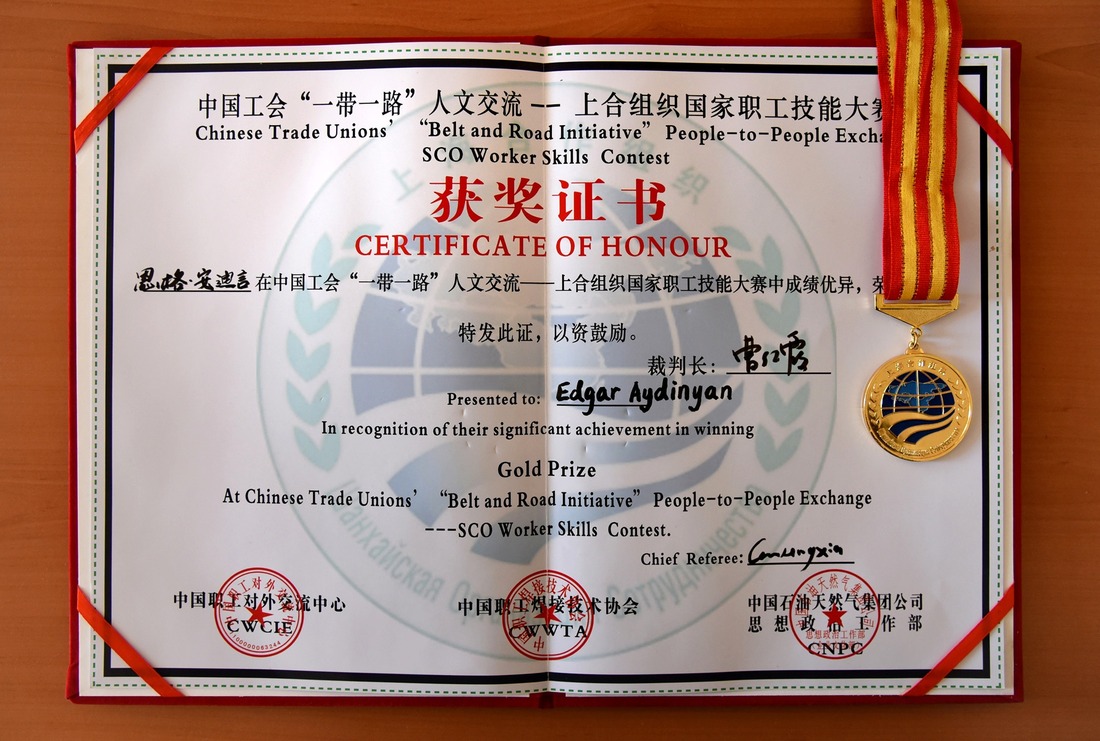 中国工会“一带一路”人文交流——上合组织国家职工技能大赛
Chinese Trade Unions’ “Belt and Road Initiative” People-to-People Excha
SCO Worker Skills Contest
获奖证书
CERTIFICATE OF HONOUR
恩格·安迪言 在中国工会“一带一路”人文交流——上合组织国家职工技能大赛中成绩优异，荣
特发此证，以资鼓励。
裁判长：曹红霞
Presented to: Edgar Aydinyan
In recognition of their significant achievement in winning
Gold Prize
At Chinese Trade Unions’ “Belt and Road Initiative” People-to-People Exchange
---SCO Worker Skills Contest.
Chief Referee:
中国职工对外交流中心
CWCIE
中国职工焊接技术协会
CWWTA
中国石油天然气集团公司
思想政治工作部
CNPC